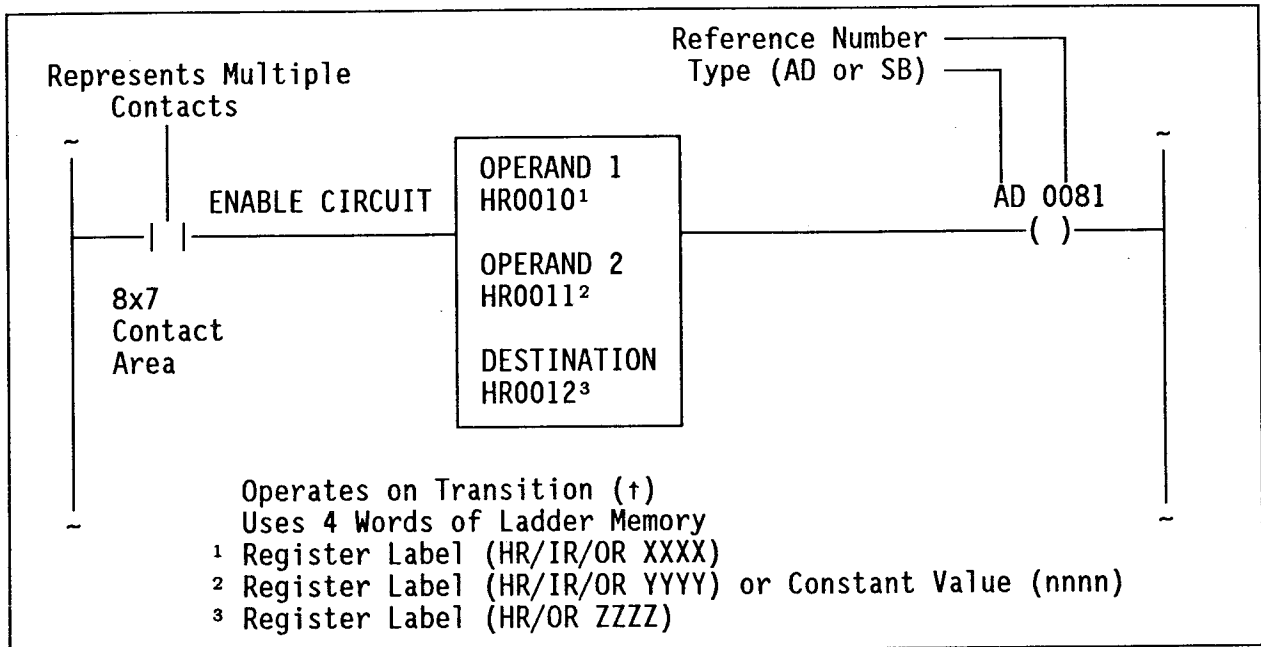 Reference Number
Type (AD or SB)
Represents Multiple
Contacts
ENABLE CIRCUIT
OPERAND 1
HR0010¹
OPERAND 2
HR0011²
DESTINATION
HR0012³
AD 0081
8x7
Contact
Area
Operates on Transition (↑)
Uses 4 Words of Ladder Memory
¹ Register Label (HR/IR/OR XXXX)
² Register Label (HR/IR/OR YYYY) or Constant Value (nnnn)
³ Register Label (HR/OR ZZZZ)